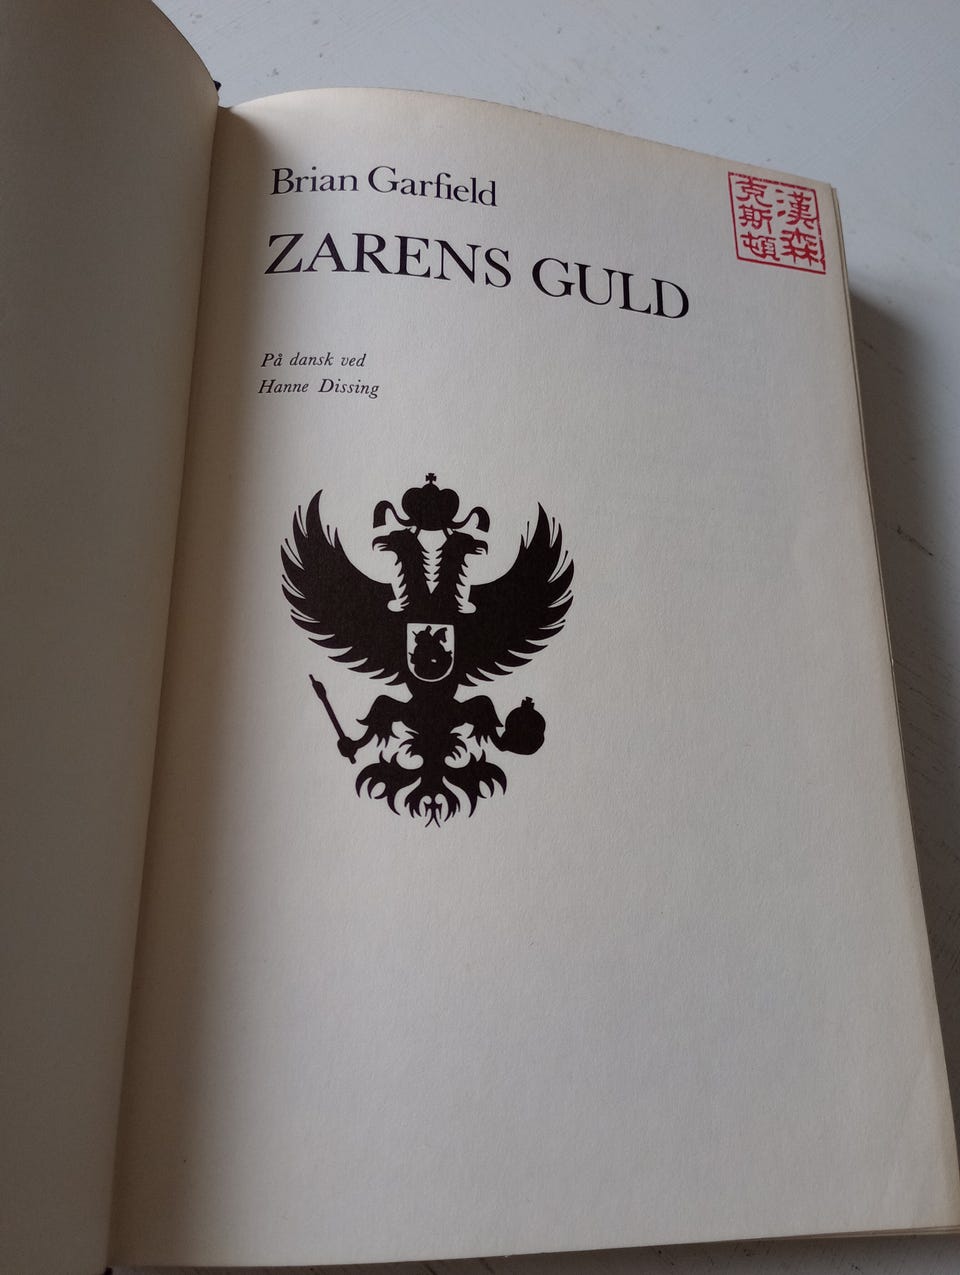 Brian Garfield
ZARENS GULD
På dansk ved
Hanne Dissing
漢森
克斯頓